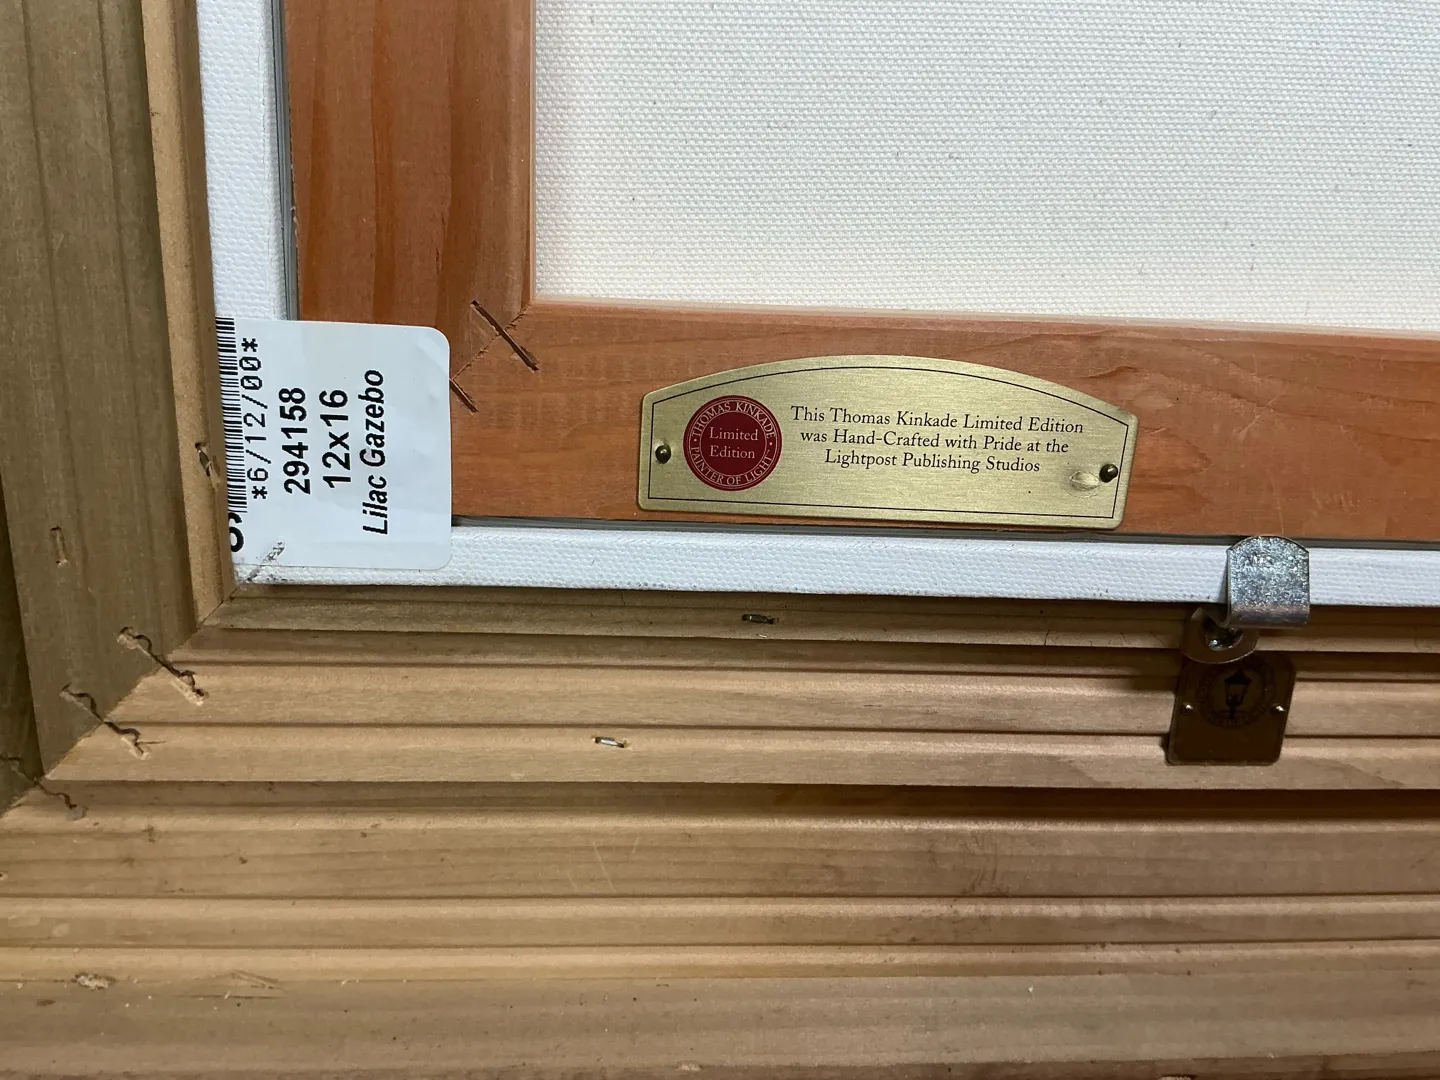 *6/12/00*
294158
12x16
Lilac Gazebo
THOMAS KINKADE
Limited
Edition
PAINTER OF LIGHT™
This Thomas Kinkade Limited Edition
was Hand-Crafted with Pride at the
Lightpost Publishing Studios